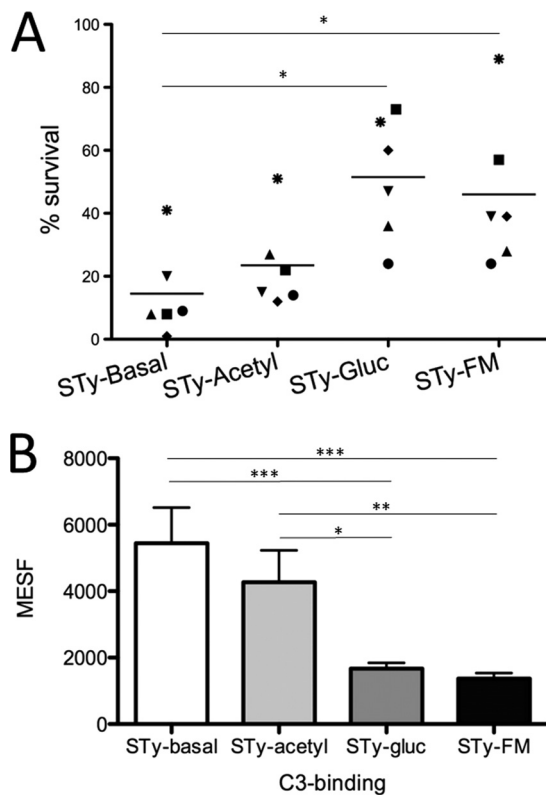 A
*
*
100
80
60
40
20
0
% survival
STy-Basal STy-Acetyl STy-Gluc STy-FM
B
***
***
**
*
8000
6000
4000
2000
0
MESF
STy-basal STy-acetyl STy-gluc STy-FM
C3-binding